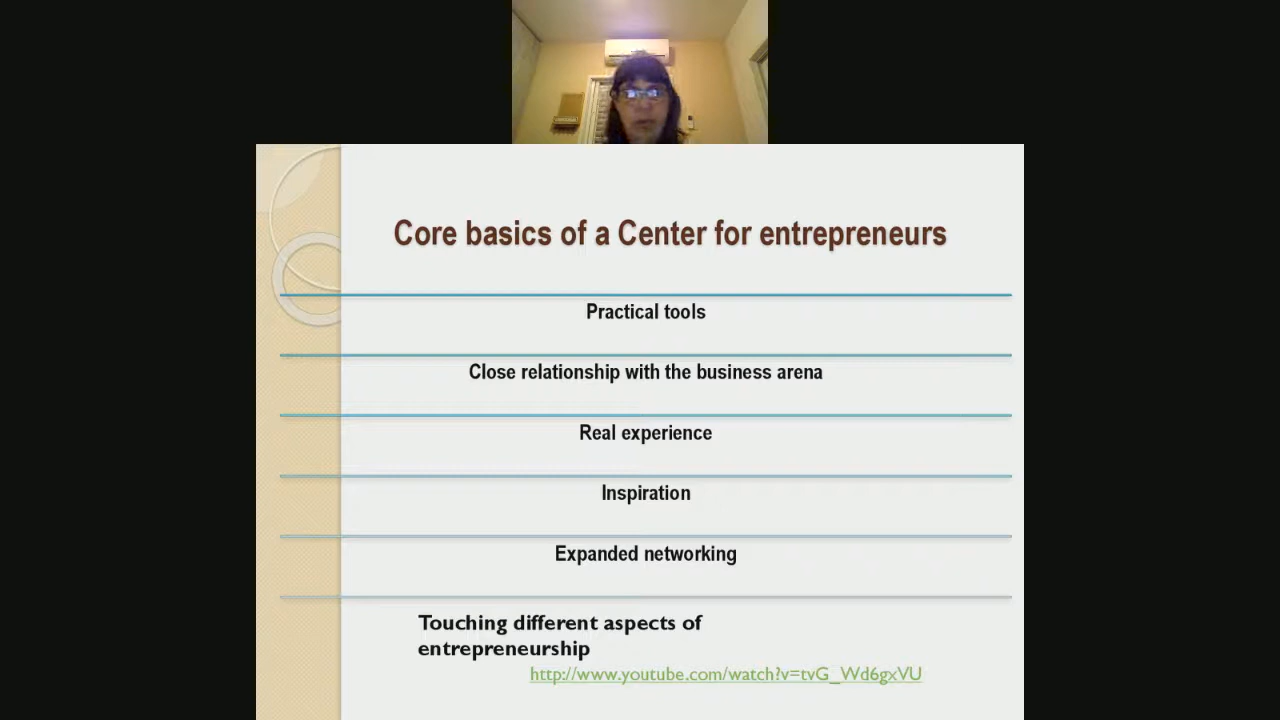 Core basics of a Center for entrepreneurs
Practical tools
Close relationship with the business arena
Real experience
Inspiration
Expanded networking
Touching different aspects of
entrepreneurship
http://www.youtube.com/watch?v=tvG_Wd6gxVU